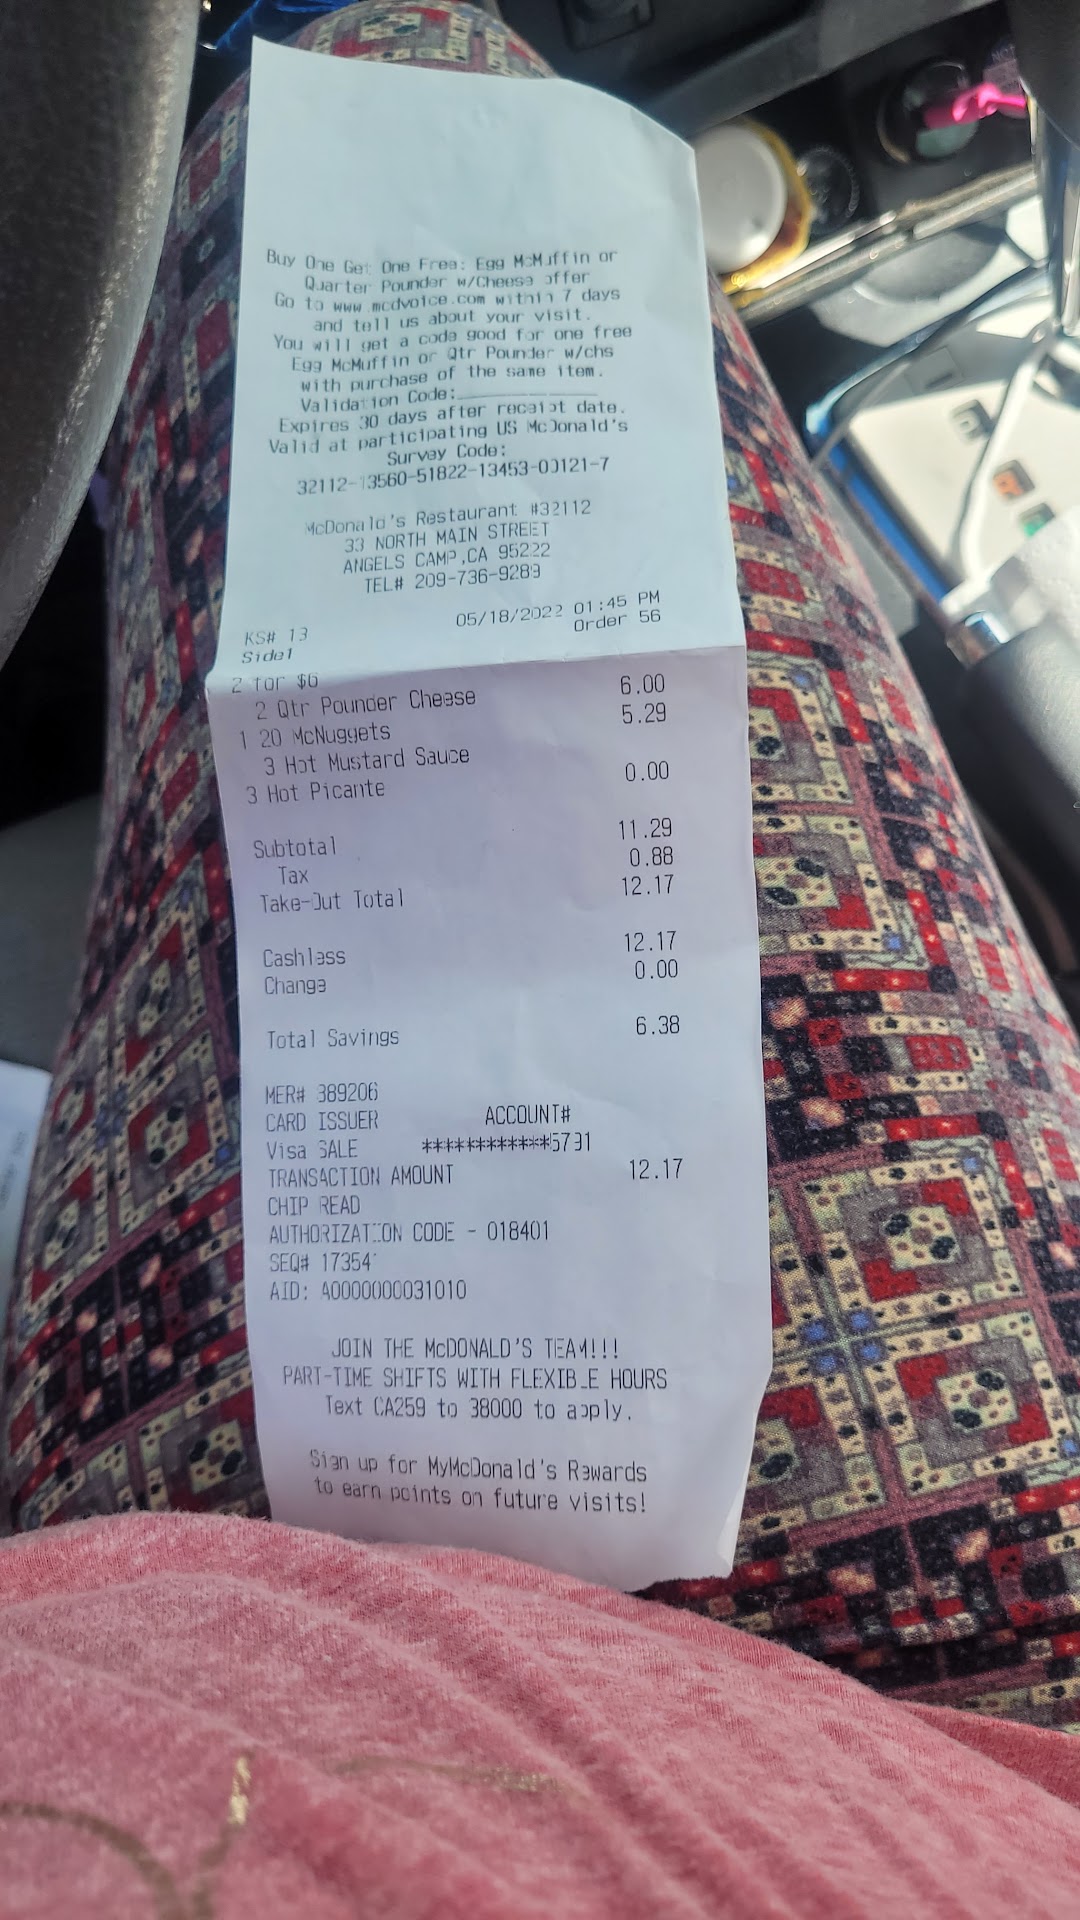 Buy One Get One Free: Egg McMuffin or
Quarter Pounder w/Cheese offer
Go to www.mcdvoice.com within 7 days
and tell us about your visit.
You will get a code good for one free
Egg McMuffin or Qtr Pounder w/chs
with purchase of the same item.
Validation Code:______________
Expires 30 days after receipt date.
Valid at participating US McDonald's
Survey Code:
32112-13560-51822-13453-00121-7
McDonald's Restaurant #32112
33 NORTH MAIN STREET
ANGELS CAMP,CA 95222
TEL# 209-736-9289
KS# 13 05/18/2022 01:45 PM
Side1 Order 56
2 for $6
2 Qtr Pounder Cheese 6.00
1 20 McNuggets 5.29
3 Hot Mustard Sauce
3 Hot Picante 0.00
Subtotal 11.29
Tax 0.88
Take-Out Total 12.17
Cashless 12.17
Change 0.00
Total Savings 6.38
MER# 389206
CARD ISSUER ACCOUNT#
Visa SALE ************5791
TRANSACTION AMOUNT 12.17
CHIP READ
AUTHORIZATION CODE - 018401
SEQ#
AID: A0000000031010
JOIN THE McDONALD'S TEAM!!!
PART-TIME SHIFTS WITH FLEXIBLE HOURS
Text CA259 to 38000 to apply.
Sign up for MyMcDonald's Rewards
to earn points on future visits!